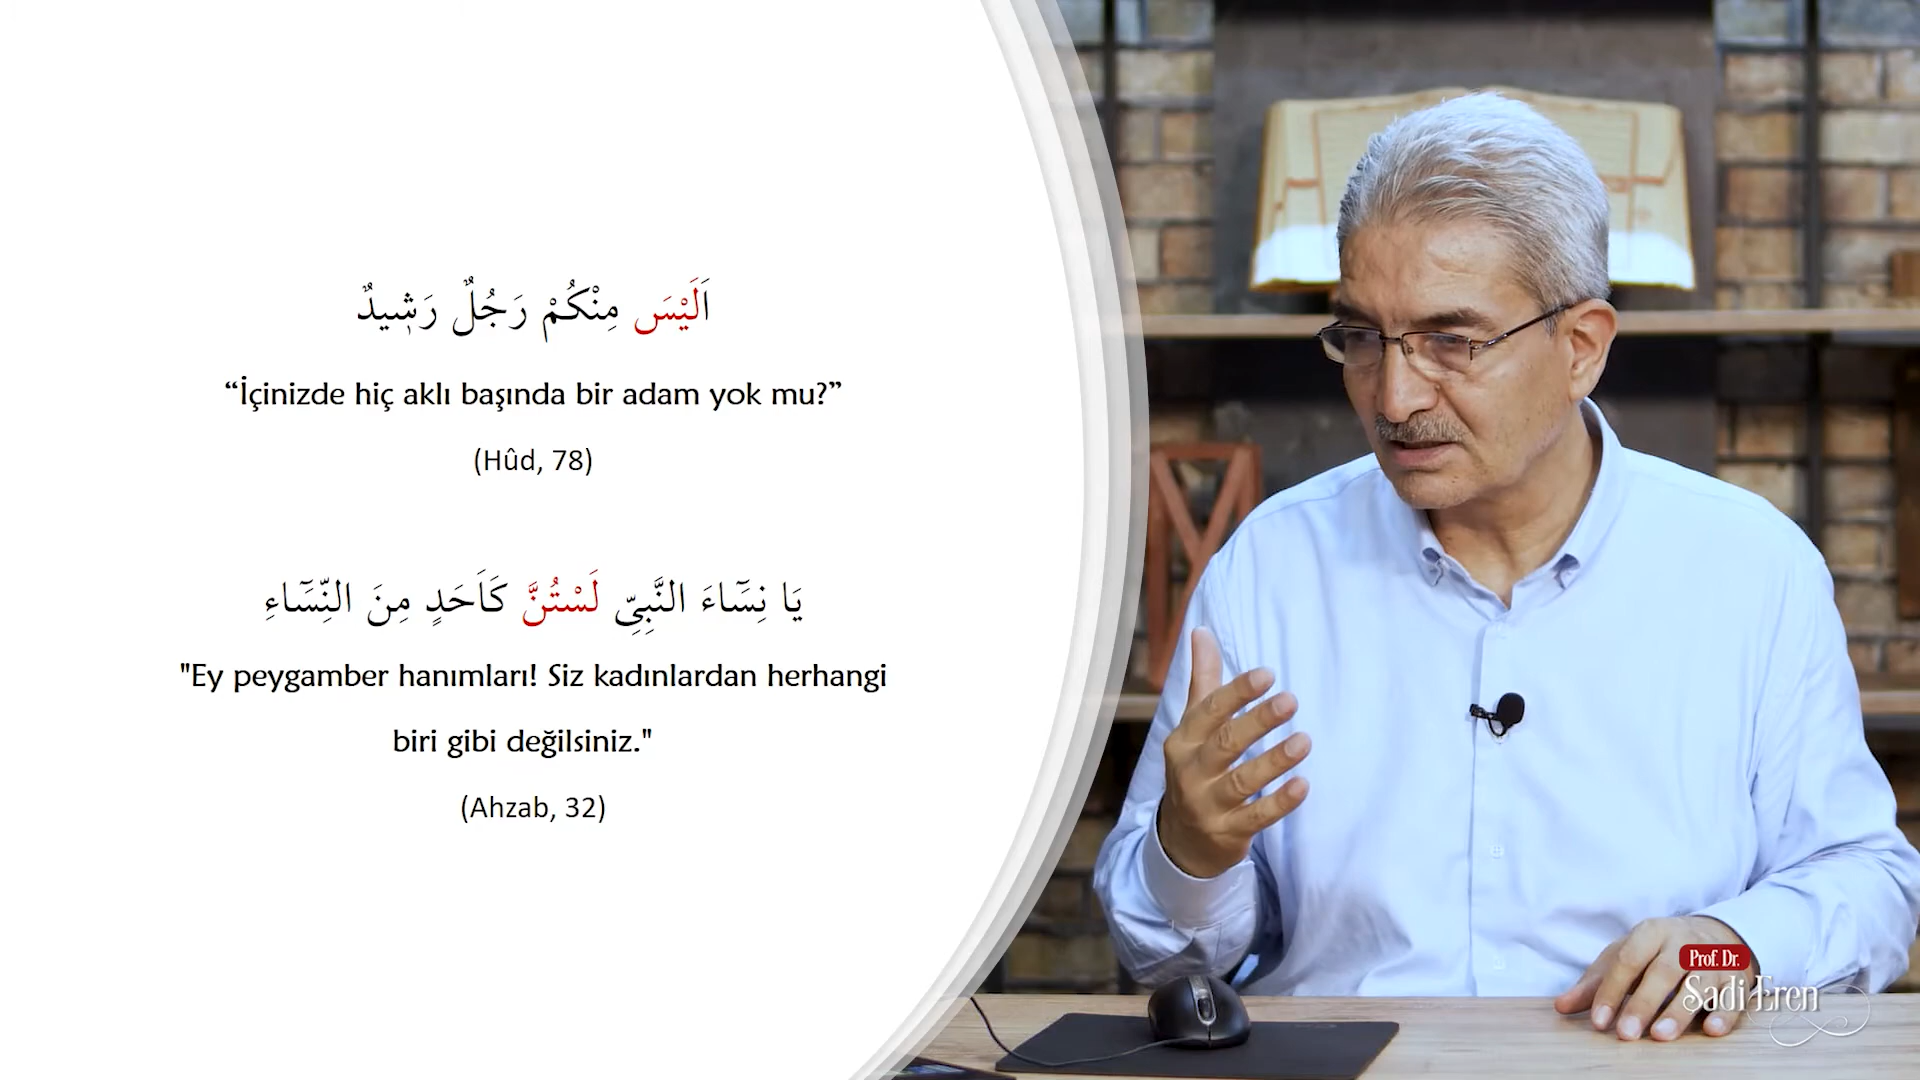 اَلَيْسَ مِنْكُمْ رَجُلٌ رَشٖيدٌ
“İçinizde hiç aklı başında bir adam yok mu?”
(Hûd, 78)
يَا نِسَٓاءَ النَّبِىِّ لَسْتُنَّ كَاَحَدٍ مِنَ النِّسَٓاءِ
"Ey peygamber hanımları! Siz kadınlardan herhangi
biri gibi değilsiniz."
(Ahzab, 32)
Prof. Dr.
Sadi Eren